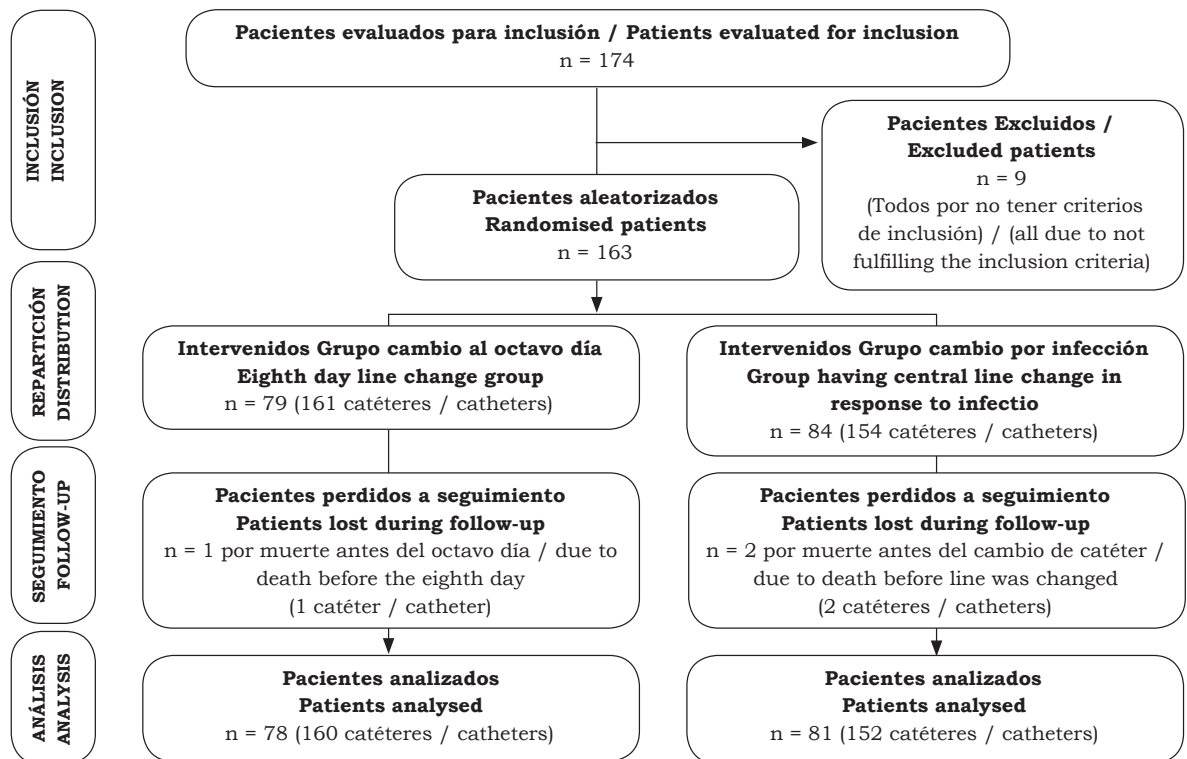 INCLUSIÓN
INCLUSION
Pacientes evaluados para inclusión / Patients evaluated for inclusion
n = 174
Pacientes Excluidos /
Excluded patients
n = 9
(Todos por no tener criterios
de inclusión) / (all due to not
fulfilling the inclusion criteria)
Pacientes aleatorizados
Randomised patients
n = 163
REPARTICIÓN
DISTRIBUTION
Intervenidos Grupo cambio al octavo día
Eighth day line change group
n = 79 (161 catéteres / catheters)
Intervenidos Grupo cambio por infección
Group having central line change in
response to infectio
n = 84 (154 catéteres / catheters)
SEGUIMIENTO
FOLLOW-UP
Pacientes perdidos a seguimiento
Patients lost during follow-up
n = 1 por muerte antes del octavo día / due to
death before the eighth day
(1 catéter / catheter)
Pacientes perdidos a seguimiento
Patients lost during follow-up
n = 2 por muerte antes del cambio de catéter /
due to death before line was changed
(2 catéteres / catheters)
ANÁLISIS
ANALYSIS
Pacientes analizados
Patients analysed
n = 78 (160 catéteres / catheters)
Pacientes analizados
Patients analysed
n = 81 (152 catéteres / catheters)